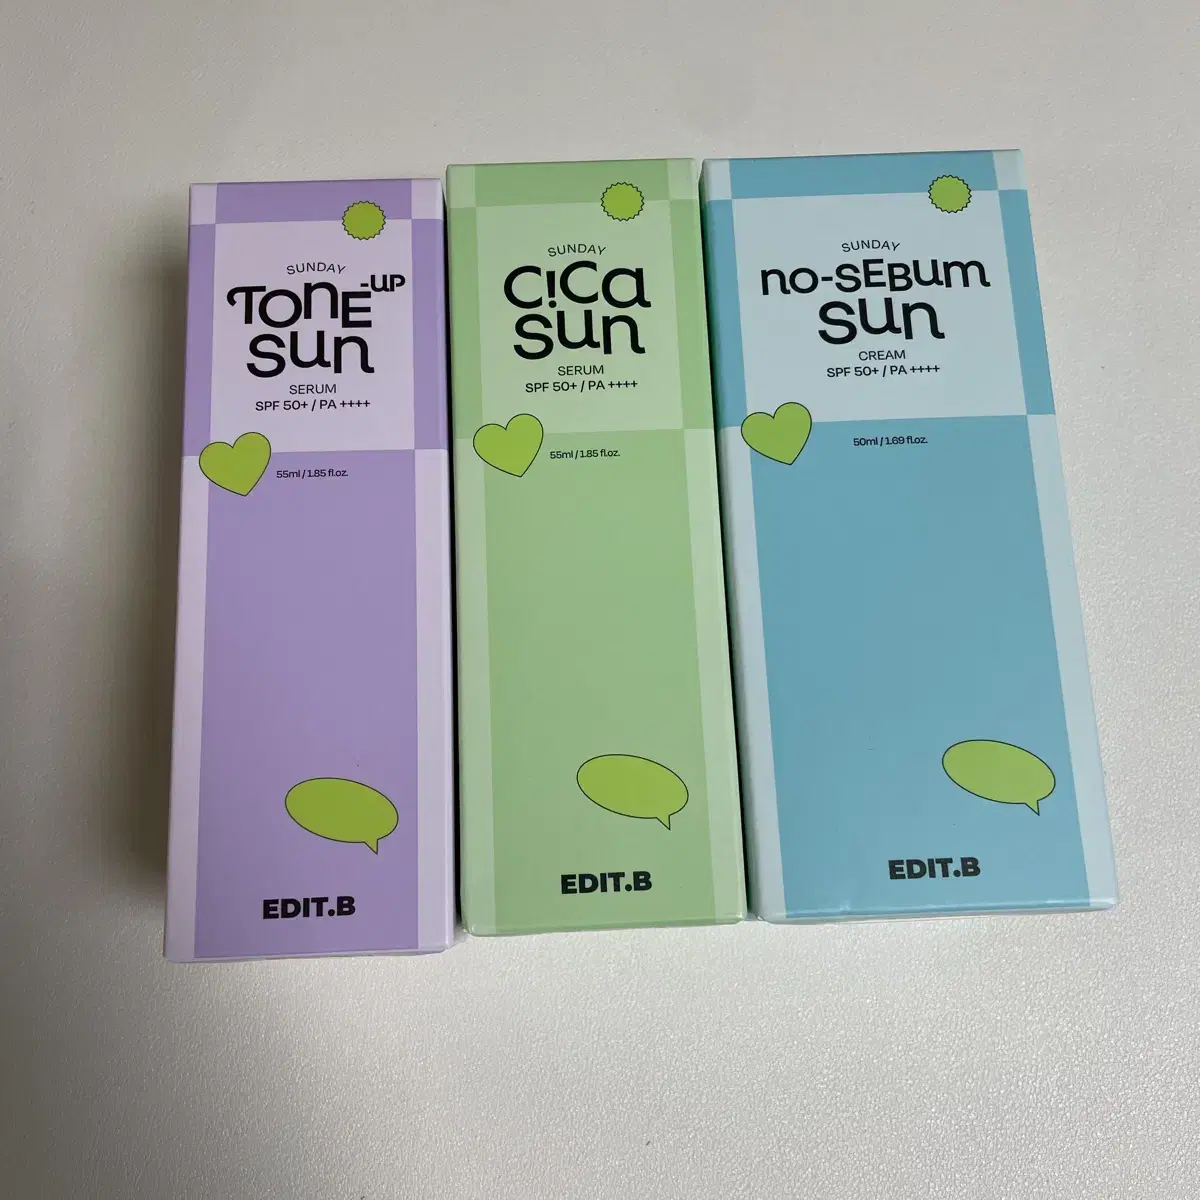 SUNDAY
TONE-UP
SUN
SERUM
SPF 50+ / PA ++++
55ml / 1.85 fl.oz.
EDIT.B
SUNDAY
C!Ca
SUN
SERUM
SPF 50+ / PA ++++
55ml / 1.85 fl.oz.
EDIT.B
SUNDAY
NO-SEBUM
SUN
CREAM
SPF 50+ / PA ++++
50ml / 1.69 fl.oz.
EDIT.B